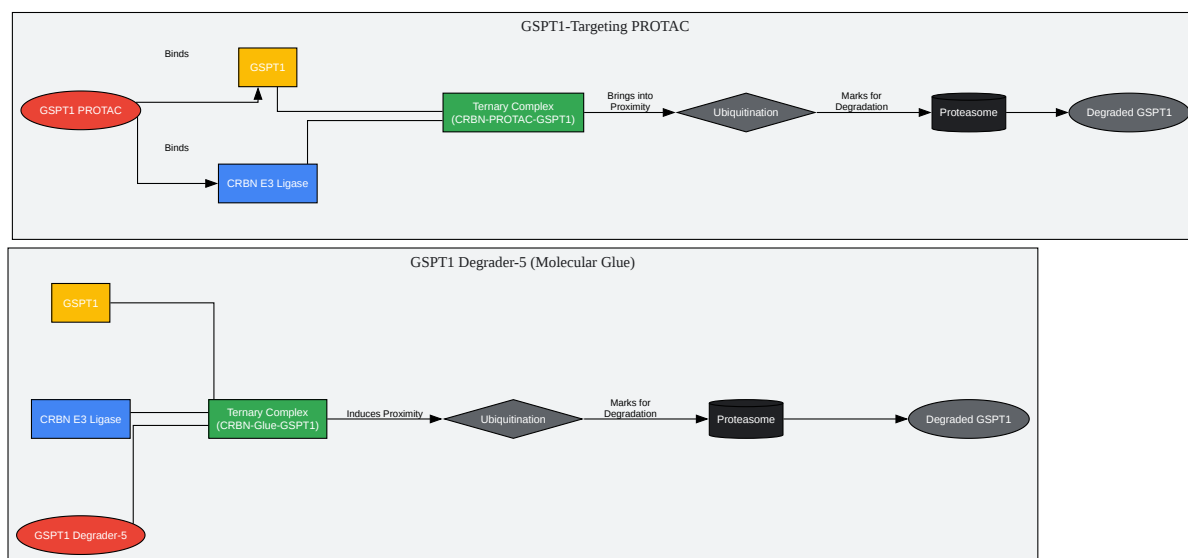 GSPT1-Targeting PROTAC
Binds
GSPT1
GSPT1 PROTAC
Ternary Complex
(CRBN-PROTAC-GSPT1)
Brings into
Proximity
Ubiquitination
Marks for
Degradation
Proteasome
Degraded GSPT1
Binds
CRBN E3 Ligase
GSPT1 Degrader-5 (Molecular Glue)
GSPT1
CRBN E3 Ligase
Ternary Complex
(CRBN-Glue-GSPT1)
Induces Proximity
Ubiquitination
Marks for
Degradation
Proteasome
Degraded GSPT1
GSPT1 Degrader-5